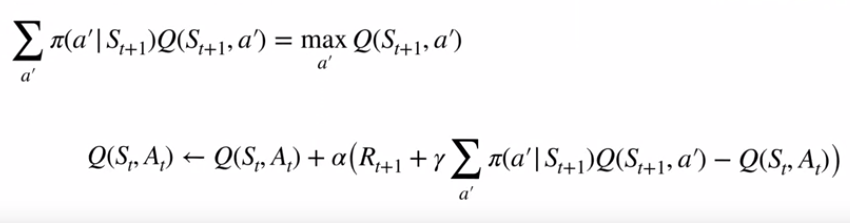 ∑_{a'} π(a'|S_{t+1})Q(S_{t+1}, a') = max_{a'} Q(S_{t+1}, a')
Q(S_t, A_t) ← Q(S_t, A_t) + α(R_{t+1} + γ ∑_{a'} π(a'|S_{t+1})Q(S_{t+1}, a') − Q(S_t, A_t))